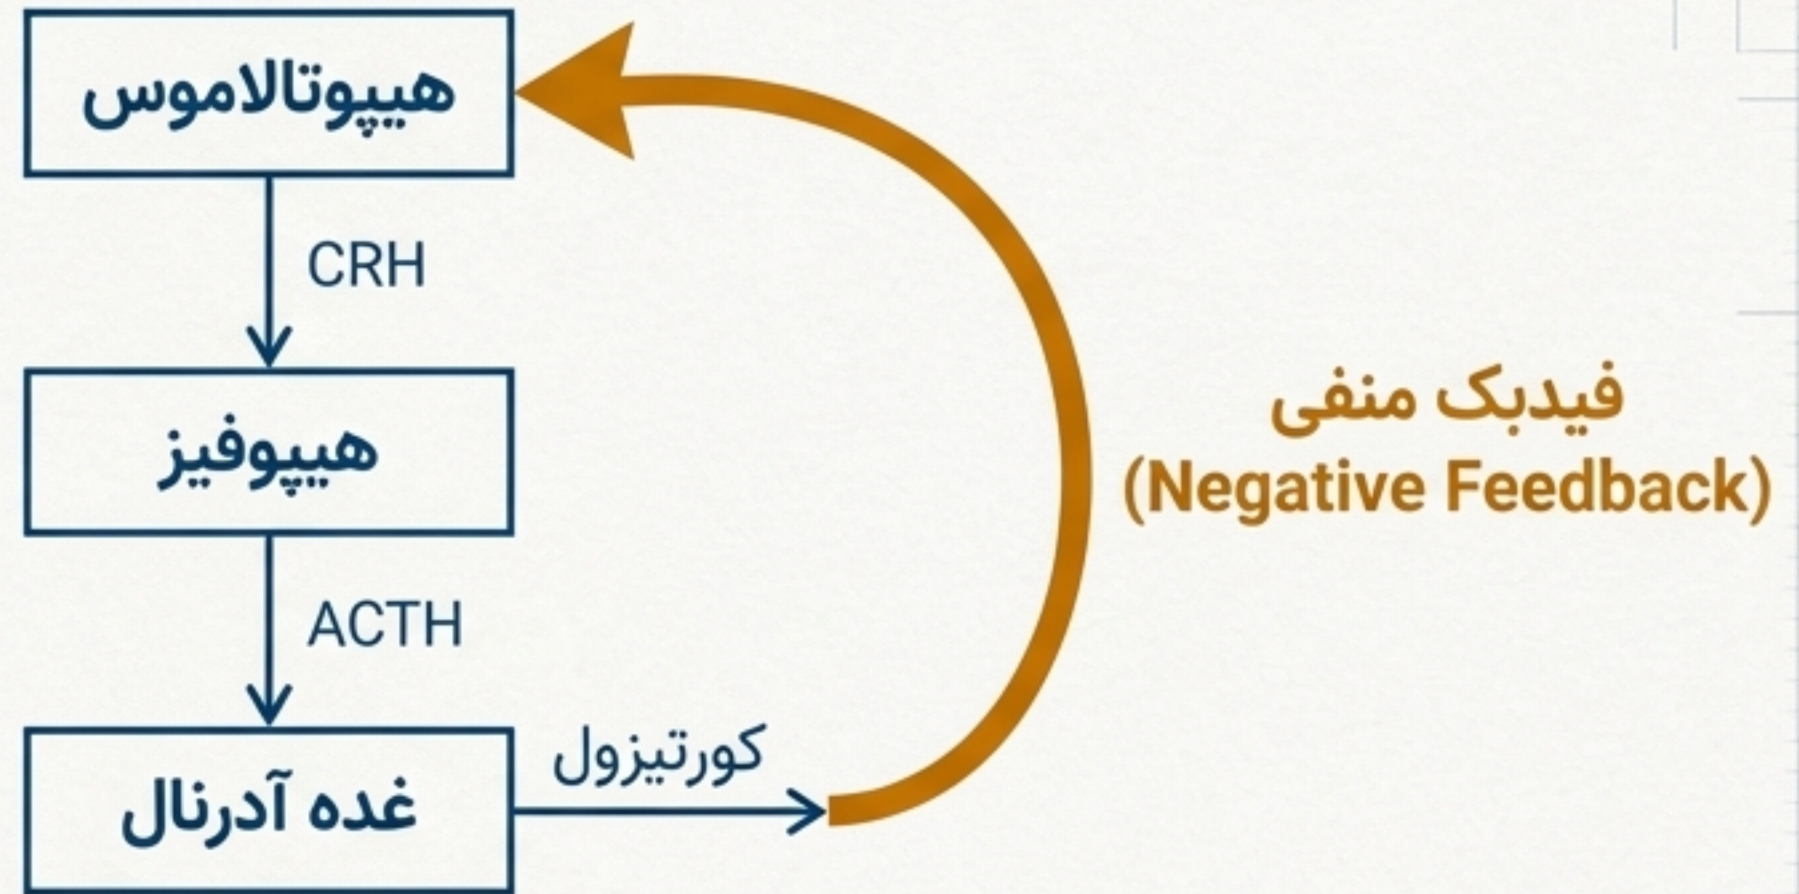 هیپوتالاموس
CRH
هیپوفیز
ACTH
غده آدرنال
کورتیزول
فیدبک منفی
(Negative Feedback)